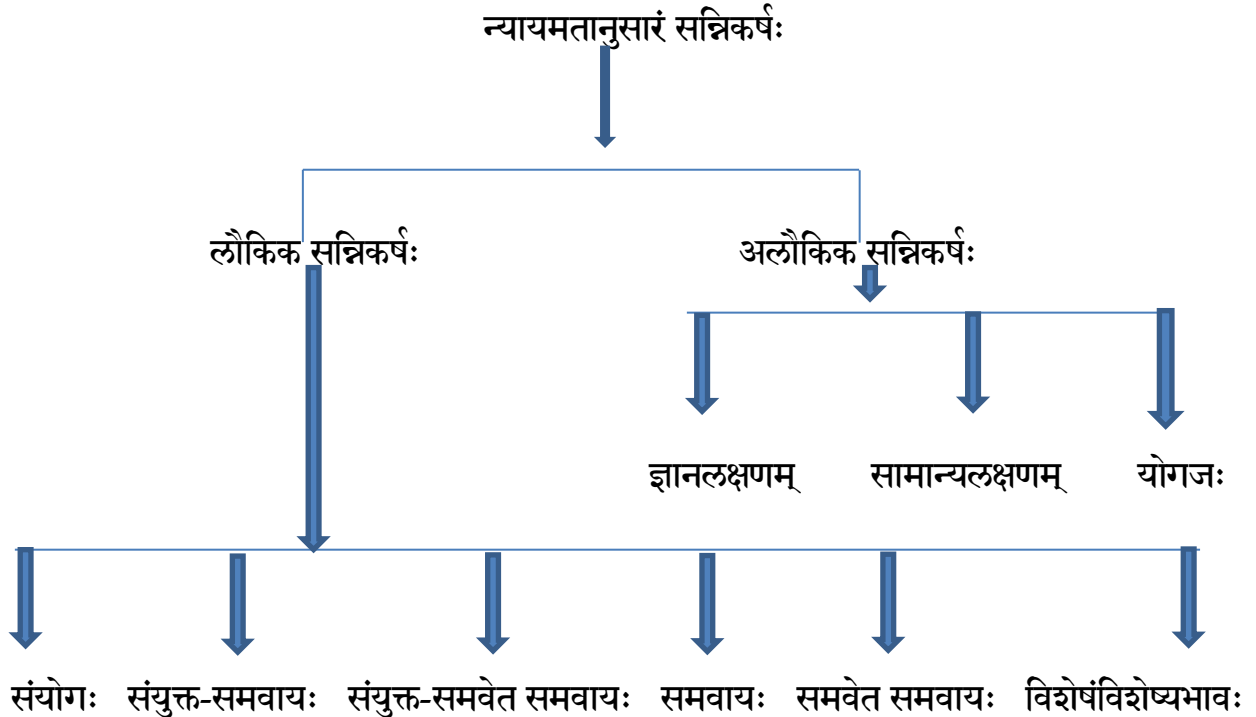 न्यायमतानुसारं सन्निकर्षः
लौकिक सन्निकर्षः अलौकिक सन्निकर्षः
ज्ञानलक्षणम् सामान्यलक्षणम् योगजः
संयोगः संयुक्त-समवायः संयुक्त-समवेत समवायः समवायः समवेत समवायः विशेषंविशेष्यभावः